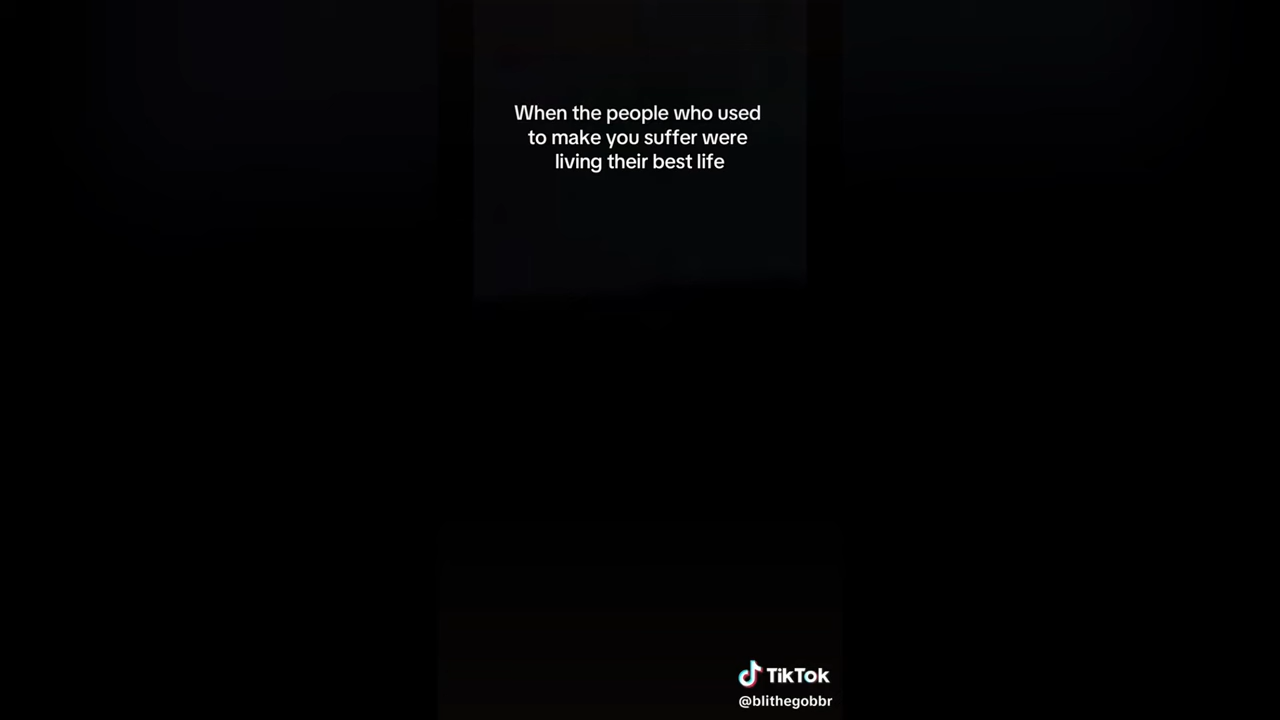 When the people who used
to make you suffer were
living their best life
TikTok
@blithegobbr